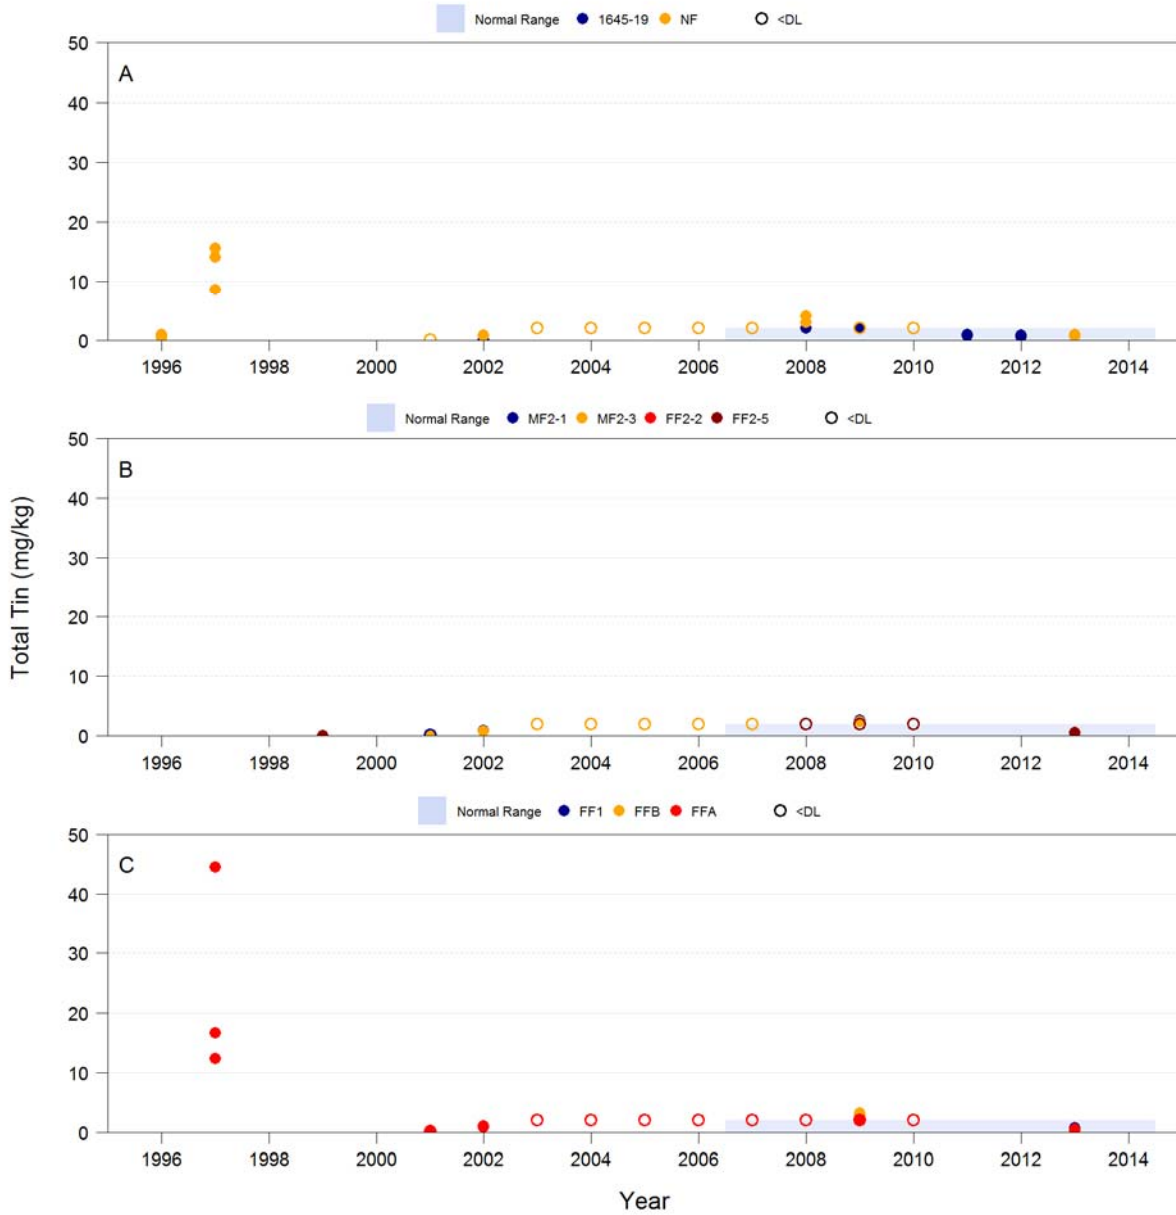 Normal Range 1645-19 NF <DL
50
A
40
30
20
10
0
1996 1998 2000 2002 2004 2006 2008 2010 2012 2014
Normal Range MF2-1 MF2-3 FF2-2 FF2-5 <DL
50
B
40
30
20
10
0
1996 1998 2000 2002 2004 2006 2008 2010 2012 2014
Total Tin (mg/kg)
Normal Range FF1 FFB FFA <DL
50
C
40
30
20
10
0
1996 1998 2000 2002 2004 2006 2008 2010 2012 2014
Year